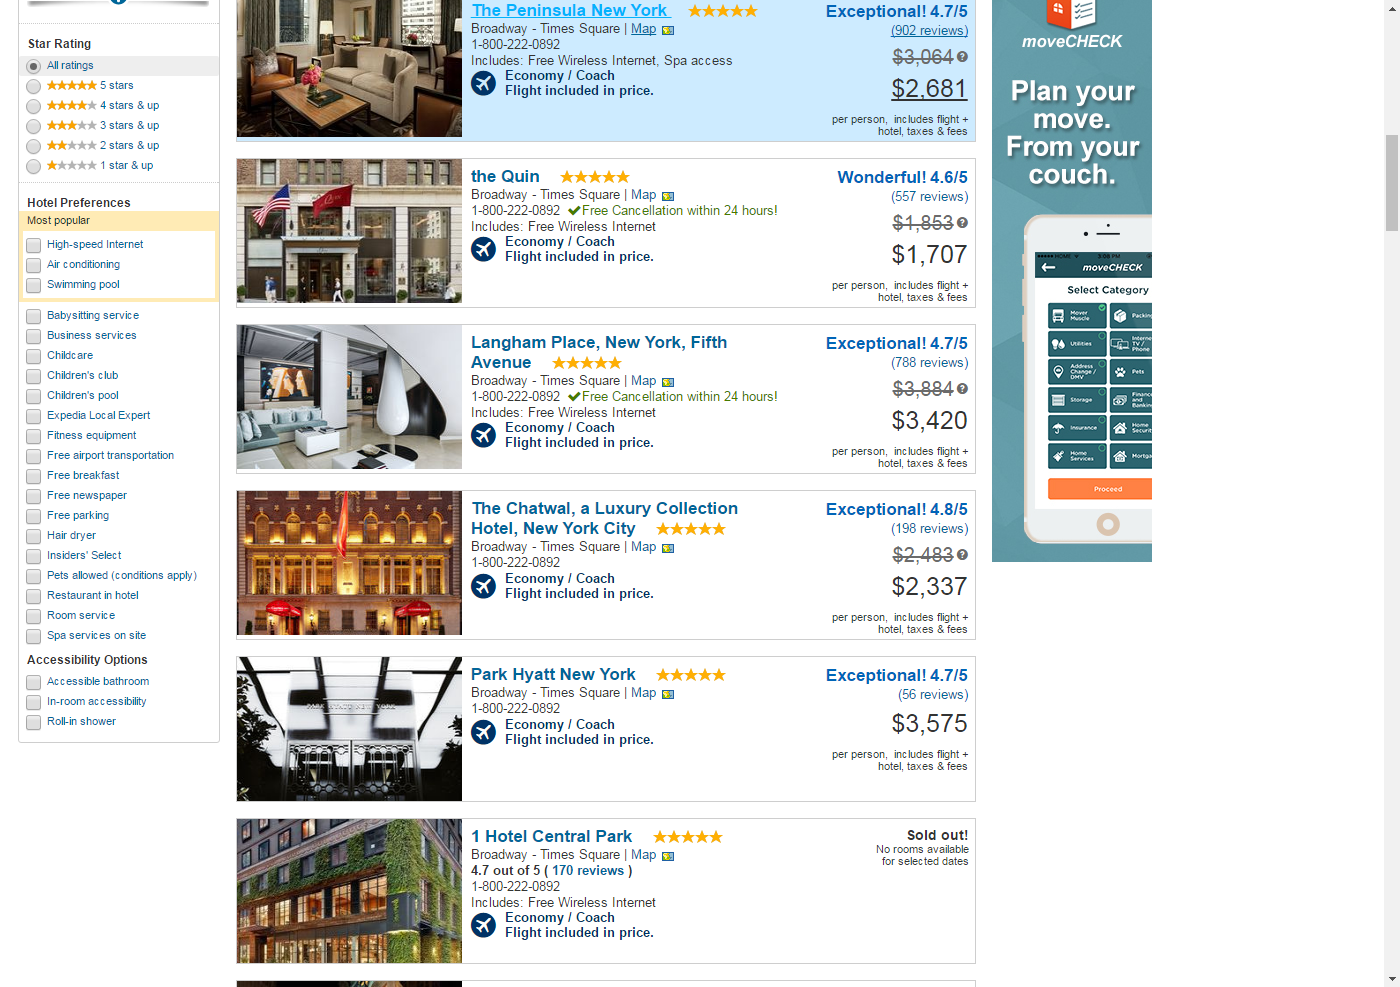 Star Rating
All ratings
5 stars
4 stars & up
3 stars & up
2 stars & up
1 star & up
Hotel Preferences
Most popular
High-speed Internet
Air conditioning
Swimming pool
Babysitting service
Business services
Childcare
Children's club
Children's pool
Expedia Local Expert
Fitness equipment
Free airport transportation
Free breakfast
Free newspaper
Free parking
Hair dryer
Insiders' Select
Pets allowed (conditions apply)
Restaurant in hotel
Room service
Spa services on site
Accessibility Options
Accessible bathroom
In-room accessibility
Roll-in shower
The Peninsula New York
Broadway - Times Square | Map
1-800-222-0892
Includes: Free Wireless Internet, Spa access
Economy / Coach
Flight included in price.
Exceptional! 4.7/5
(902 reviews)
$3,064
$2,681
per person, includes flight +
hotel, taxes & fees
the Quin
Broadway - Times Square | Map
1-800-222-0892 Free Cancellation within 24 hours!
Includes: Free Wireless Internet
Economy / Coach
Flight included in price.
Wonderful! 4.6/5
(557 reviews)
$1,853
$1,707
per person, includes flight +
hotel, taxes & fees
Langham Place, New York, Fifth
Avenue
Broadway - Times Square | Map
1-800-222-0892 Free Cancellation within 24 hours!
Includes: Free Wireless Internet
Economy / Coach
Flight included in price.
Exceptional! 4.7/5
(788 reviews)
$3,884
$3,420
per person, includes flight +
hotel, taxes & fees
The Chatwal, a Luxury Collection
Hotel, New York City
Broadway - Times Square | Map
1-800-222-0892
Economy / Coach
Flight included in price.
Exceptional! 4.8/5
(198 reviews)
$2,483
$2,337
per person, includes flight +
hotel, taxes & fees
PARK HYATT NEW YORK
Park Hyatt New York
Broadway - Times Square | Map
1-800-222-0892
Economy / Coach
Flight included in price.
Exceptional! 4.7/5
(56 reviews)
$3,575
per person, includes flight +
hotel, taxes & fees
1 Hotel Central Park
Broadway - Times Square | Map
4.7 out of 5 ( 170 reviews )
1-800-222-0892
Includes: Free Wireless Internet
Economy / Coach
Flight included in price.
Sold out!
No rooms available
for selected dates
moveCHECK
Plan your
move.
From your
couch.
HOME 3:08 PM
moveCHECK
Select Category
Mover
Muscle
Packing
Utilities
Interne
TV /
Phone
Address
Change /
DMV
Pets
Storage
Financ
and
Bankin
Insurance
Home
Securit
Home
Services
Mortga
Proceed